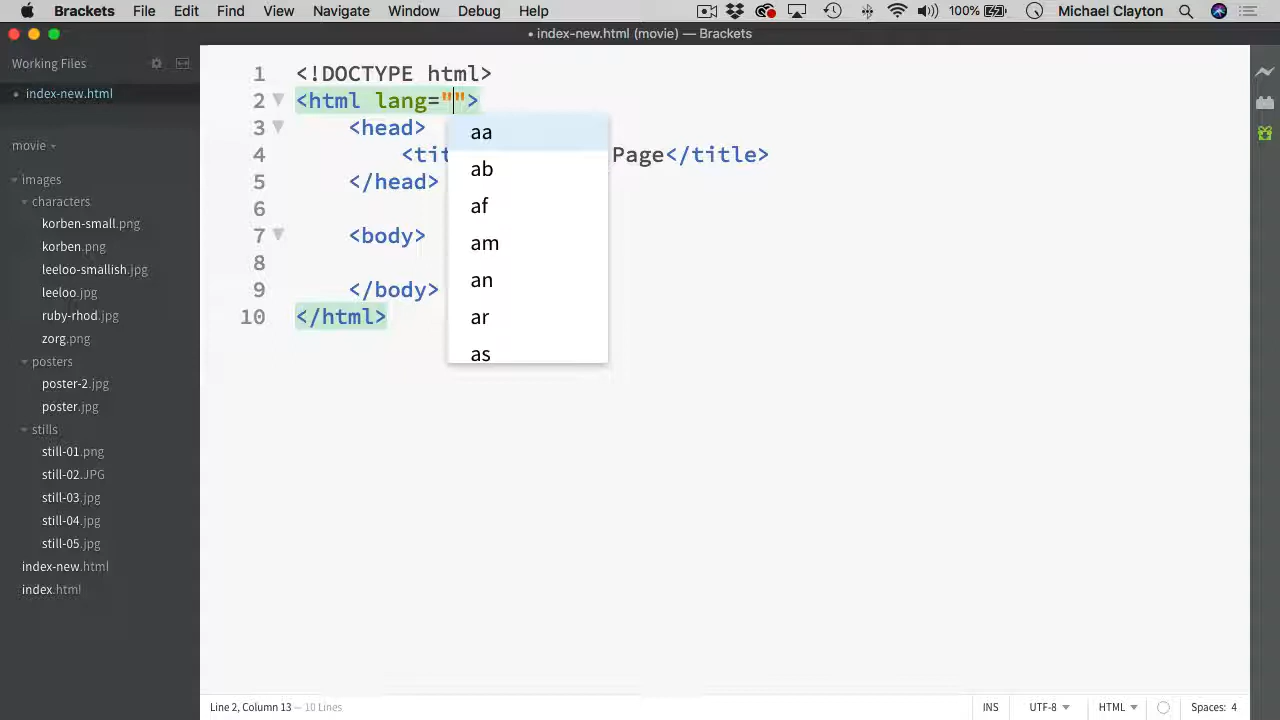 Brackets File Edit Find View Navigate Window Debug Help 100% Michael Clayton
• index-new.html (movie) — Brackets
Working Files
• index-new.html
movie
images
characters
korben-small.png
korben.png
leeloo-smallish.jpg
leeloo.jpg
ruby-rhod.jpg
zorg.png
posters
poster-2.jpg
poster.jpg
stills
still-01.png
still-02.JPG
still-03.jpg
still-04.jpg
still-05.jpg
index-new.html
index.html
1 <!DOCTYPE html>
2 <html lang="">
3 <head>
4 <tit Page</title>
5 </head>
6
7 <body>
8
9 </body>
10 </html>
aa
ab
af
am
an
ar
as
Line 2, Column 13 — 10 Lines
INS UTF-8 HTML Spaces: 4